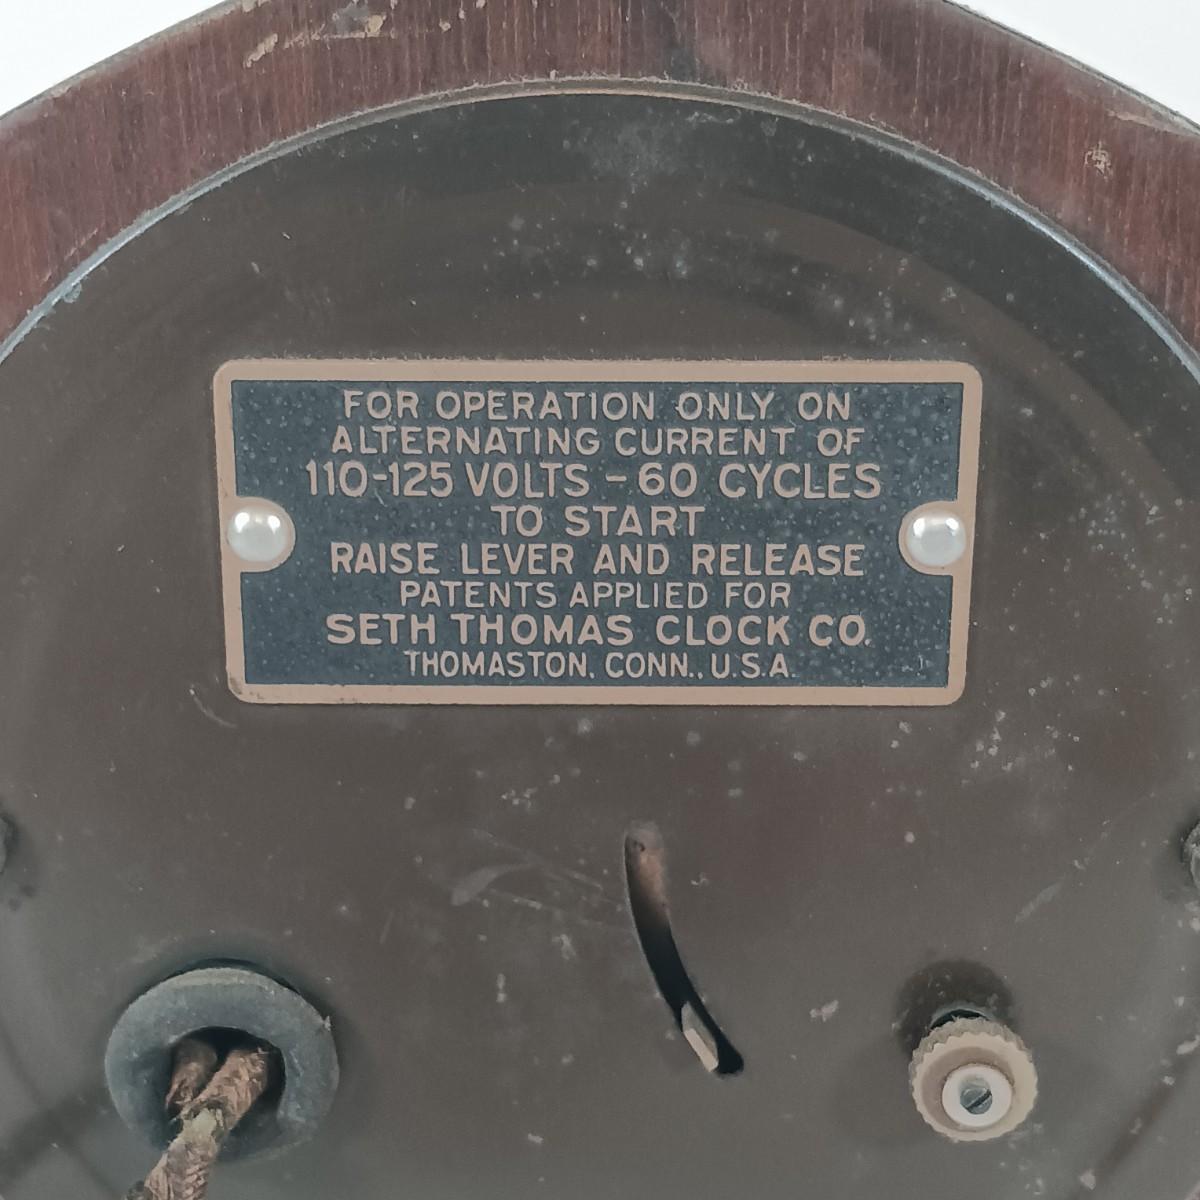 FOR OPERATION ONLY ON
ALTERNATING CURRENT OF
110-125 VOLTS - 60 CYCLES
TO START
RAISE LEVER AND RELEASE
PATENTS APPLIED FOR
SETH THOMAS CLOCK CO.
THOMASTON, CONN., U.S.A.